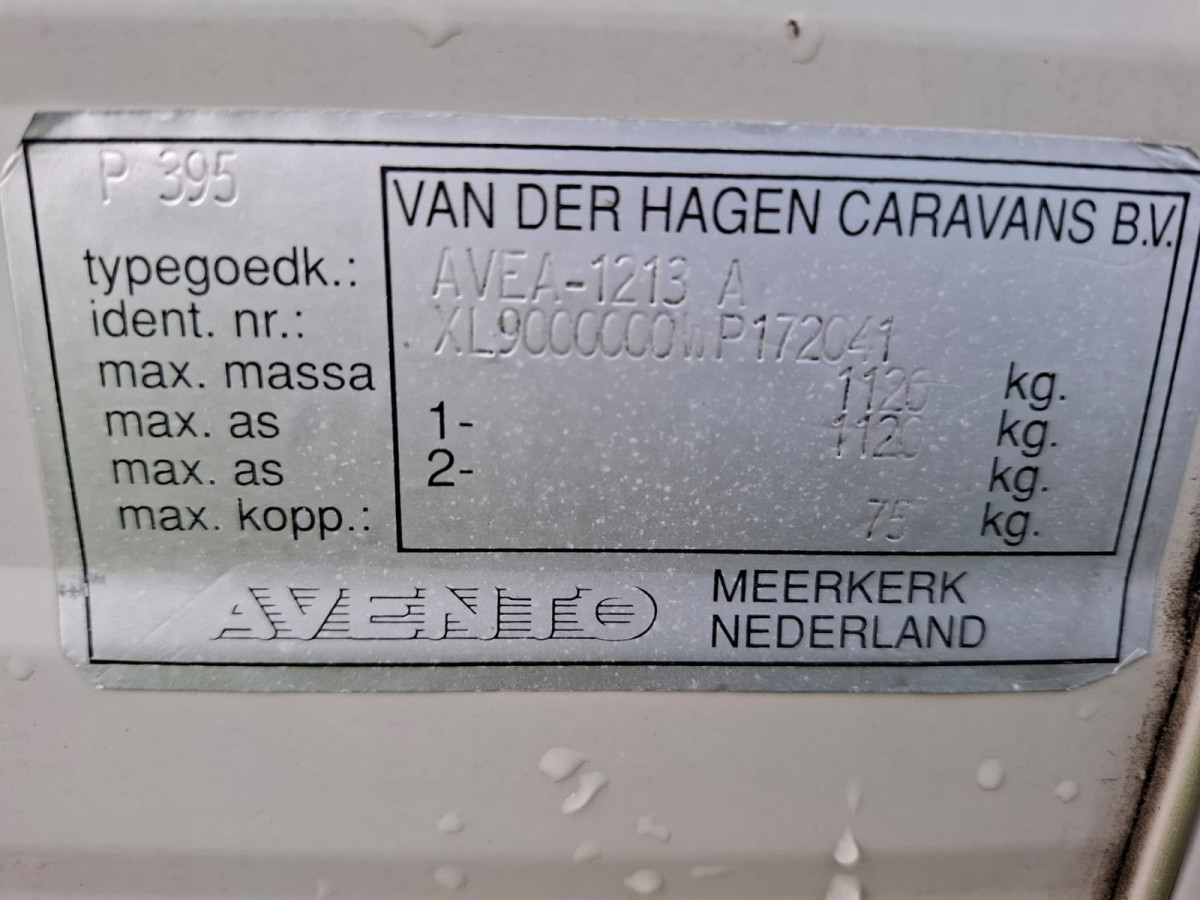 P 395
VAN DER HAGEN CARAVANS B.V.
typegoedk.: AVEA-1213 A
ident. nr.: XL9000000WP172041
max. massa 1120 kg.
max. as 1- 1120 kg.
max. as 2- kg.
max. kopp.: 75 kg.
AVENTO
MEERKERK
NEDERLAND